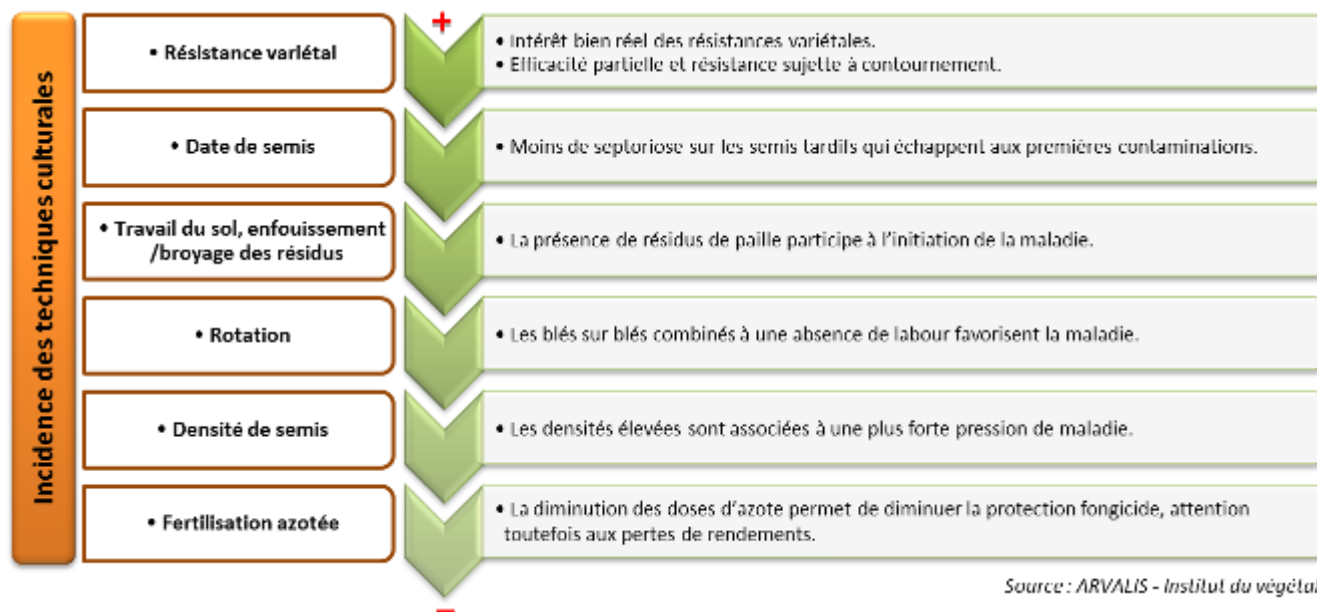 Incidence des techniques culturales
+
• Résistance variétal
• Intérêt bien réel des résistances variétales.
• Efficacité partielle et résistance sujette à contournement.
• Date de semis
• Moins de septoriose sur les semis tardifs qui échappent aux premières contaminations.
• Travail du sol, enfouissement
/broyage des résidus
• La présence de résidus de paille participe à l'initiation de la maladie.
• Rotation
• Les blés sur blés combinés à une absence de labour favorisent la maladie.
• Densité de semis
• Les densités élevées sont associées à une plus forte pression de maladie.
• Fertilisation azotée
• La diminution des doses d'azote permet de diminuer la protection fongicide, attention
toutefois aux pertes de rendements.
–
Source : ARVALIS - Institut du végétal